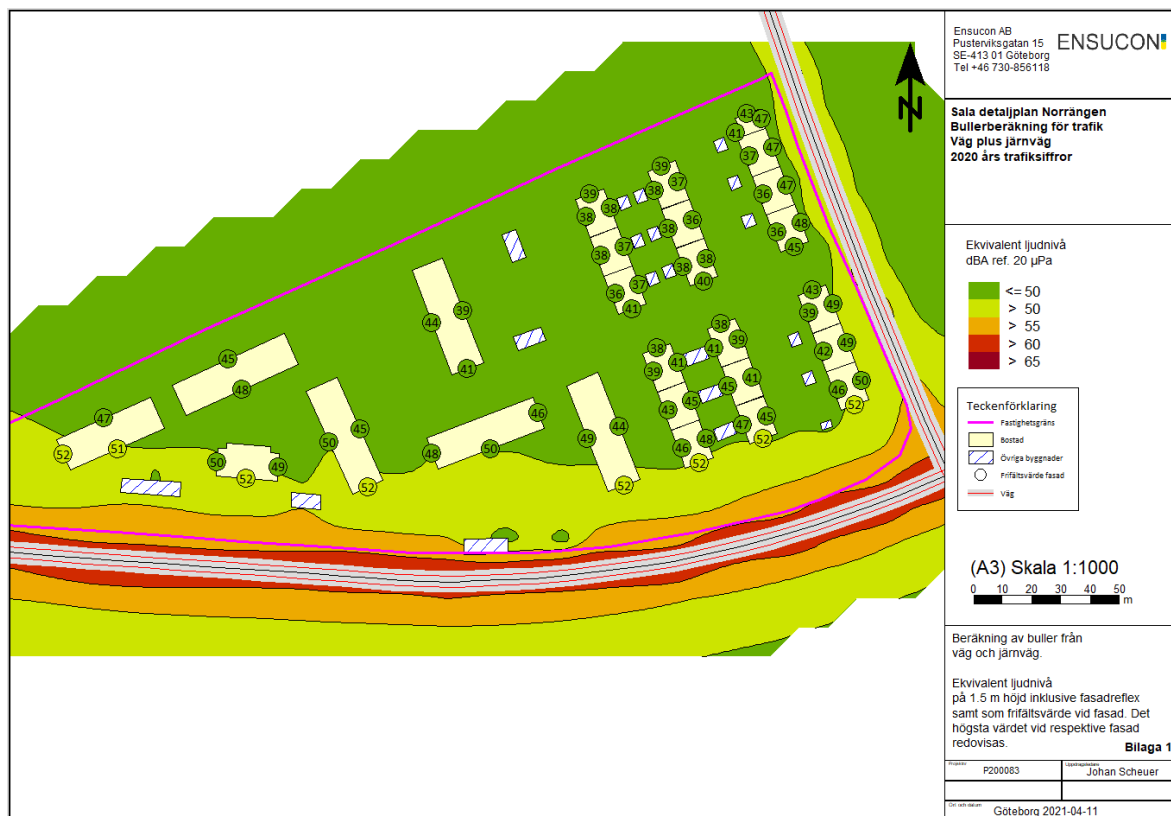 Ensucon AB
Pusterviksgatan 15
SE-413 01 Göteborg
Tel +46 730-856118
ENSUCON
N
Sala detaljplan Norrängen
Bullerberäkning för trafik
Väg plus järnväg
2020 års trafiksiffror
Ekvivalent ljudnivå
dBA ref. 20 µPa
<= 50
> 50
> 55
> 60
> 65
Teckenförklaring
Fastighetsgräns
Bostad
Övriga byggnader
Frifältsvärde fasad
Väg
(A3) Skala 1:1000
0 10 20 30 40 50
m
Beräkning av buller från
väg och järnväg.
Ekvivalent ljudnivå
på 1.5 m höjd inklusive fasadreflex
samt som frifältsvärde vid fasad. Det
högsta värdet vid respektive fasad
redovisas.
Bilaga 1
P200083
Uppdragsledare
Johan Scheuer
Ort och datum
Göteborg 2021-04-11
43 47
41
37 47
36 47
48
36 45
39
38 37
38 36
38 38
40
39
38 38
38 37
36 37
41
43
39 49
42 49
46 50
52
38
41 39
45 41
47 45
52
38
39 41
43 45
46 48
52
44 39
41
45
48
47
52 51
50 49
52
45
50
52
46
48 50
44
49
52